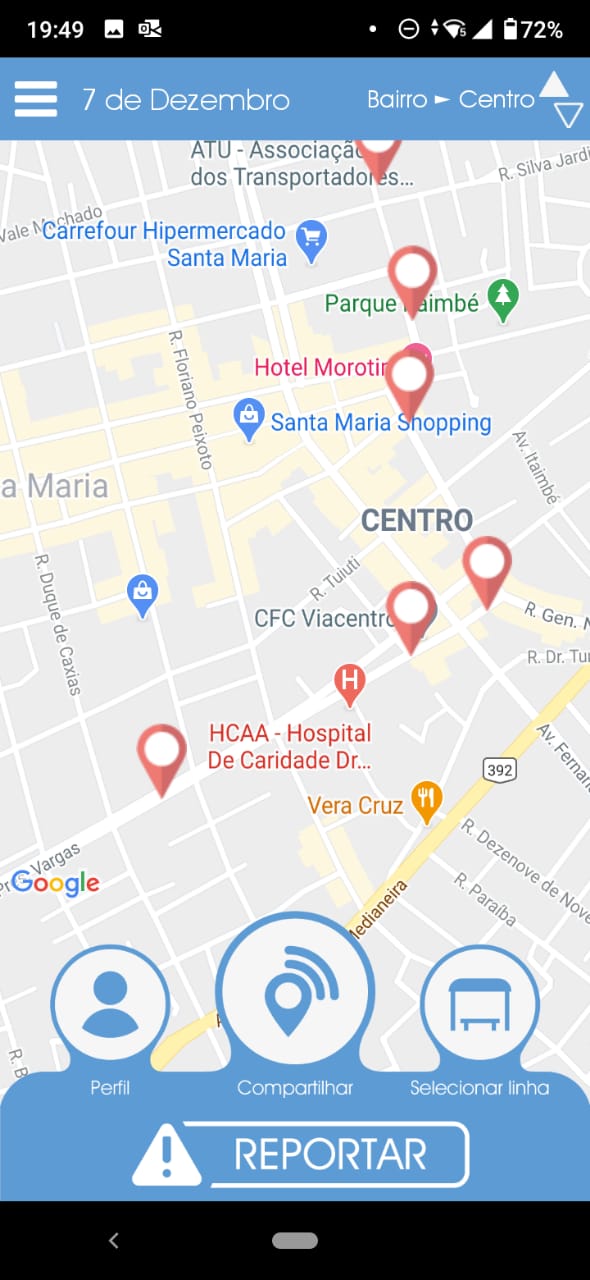 19:49
72%
7 de Dezembro
Bairro ► Centro
ATU - Associação
dos Transportadores...
R. Silva Jardi
Vale Machado
Carrefour Hipermercado
Santa Maria
Parque Itaimbé
R. Floriano Peixoto
Hotel Morotin
Santa Maria Shopping
Av. Itaimbé
a Maria
CENTRO
R. Tuiuti
R. Duque de Caxias
CFC Viacentro
R. Gen. N
R. Dr. Tur
H
HCAA - Hospital
De Caridade Dr...
Av. Fernan
392
Vera Cruz
R. Dezenove de Nove
Vargas
Google
R. Paraíba
Medianeira
R. B
Perfil
Compartilhar
Selecionar linha
REPORTAR